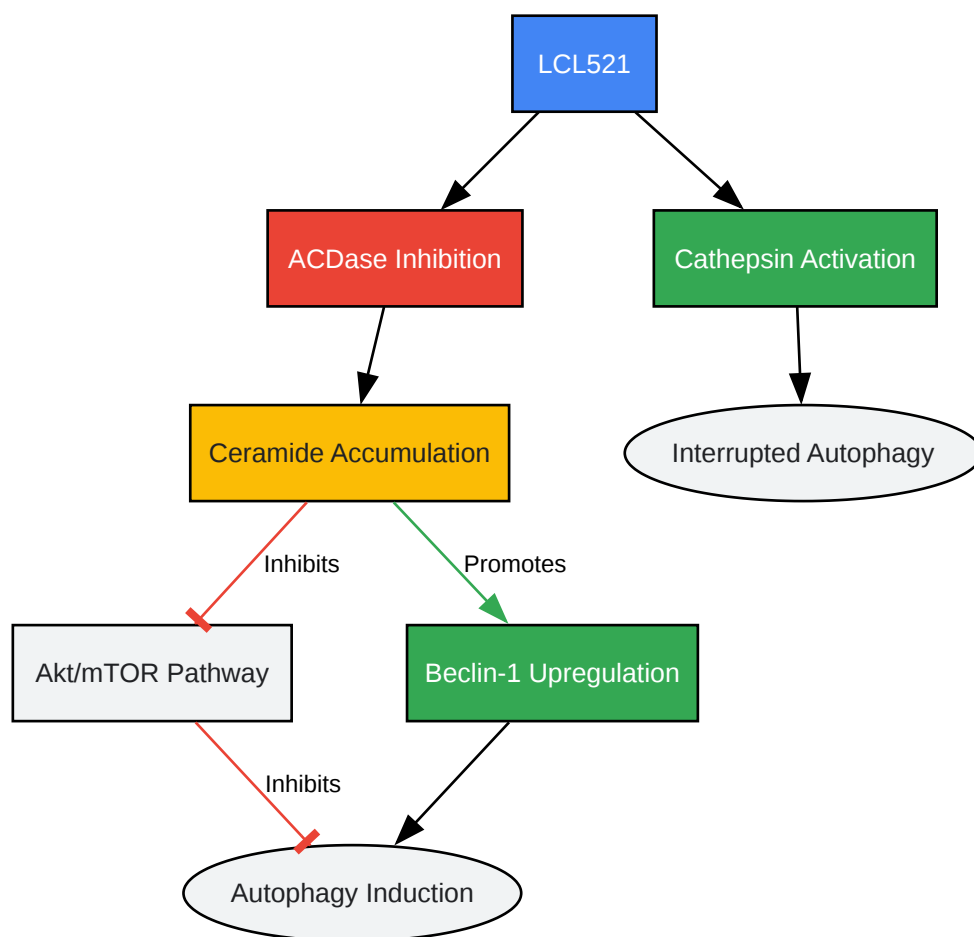 LCL521
ACDase Inhibition
Cathepsin Activation
Ceramide Accumulation
Interrupted Autophagy
Inhibits
Promotes
Akt/mTOR Pathway
Beclin-1 Upregulation
Inhibits
Autophagy Induction